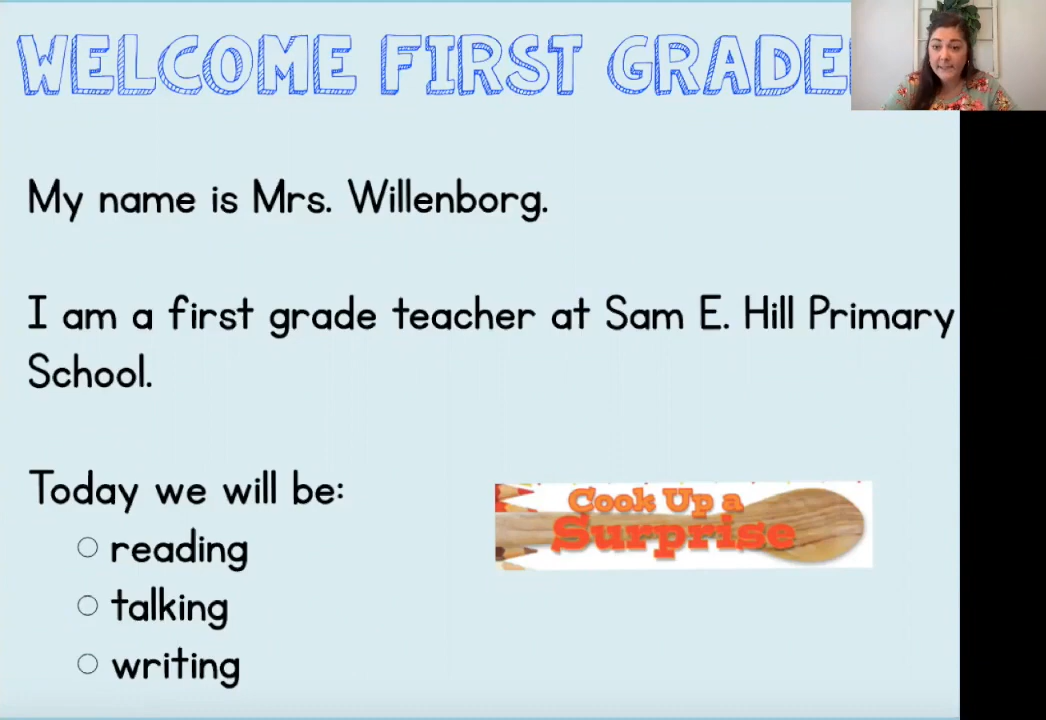 WELCOME FIRST GRADE
My name is Mrs. Willenborg.
I am a first grade teacher at Sam E. Hill Primary
School.
Today we will be:
○ reading
○ talking
○ writing
Cook Up a
Surprise